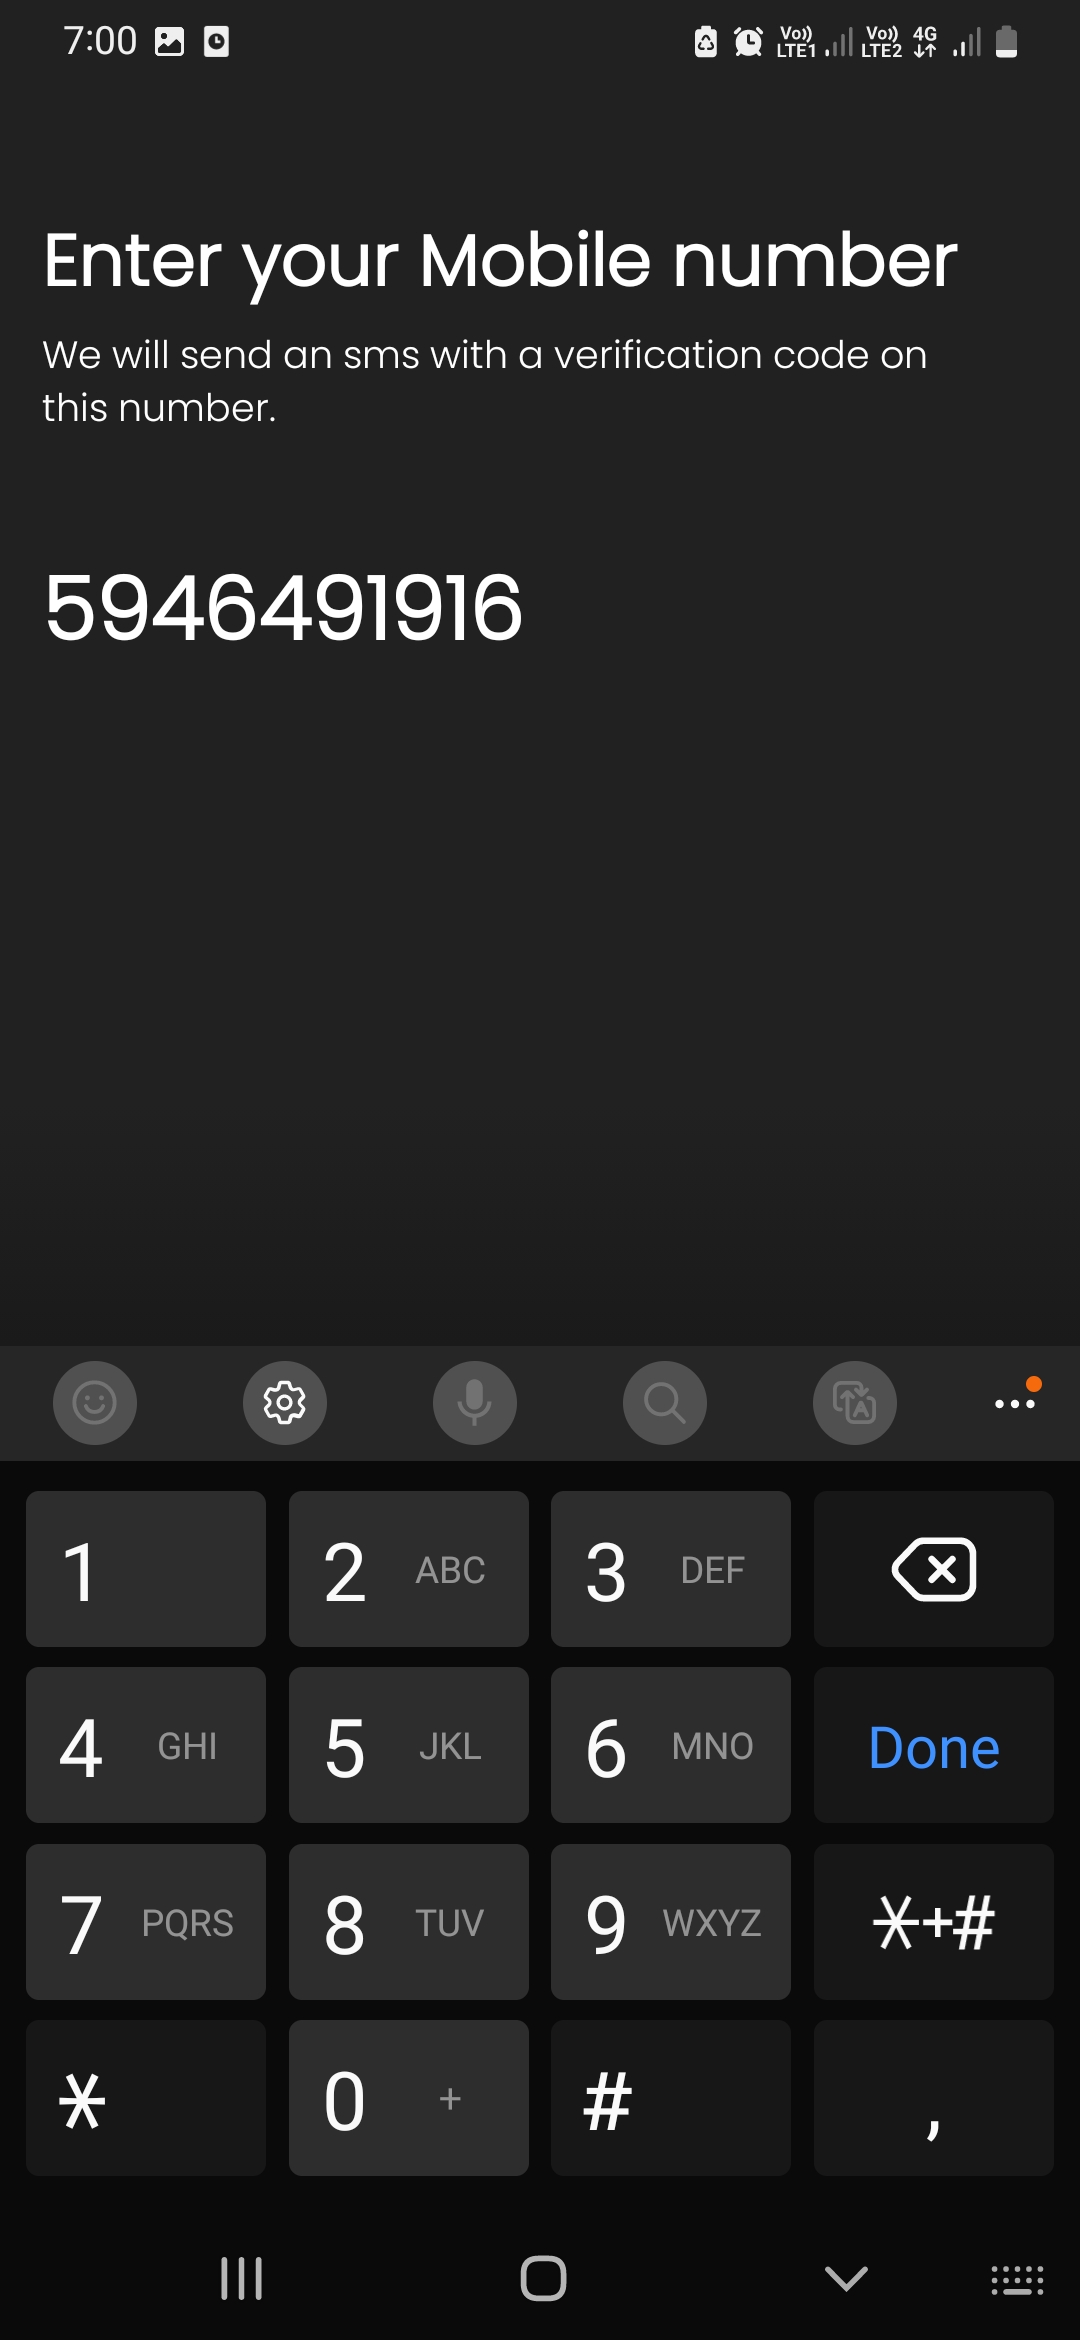 7:00
Vo)) LTE1 Vo)) LTE2 4G
Enter your Mobile number
We will send an sms with a verification code on
this number.
5946491916
1 2 ABC 3 DEF
4 GHI 5 JKL 6 MNO Done
7 PQRS 8 TUV 9 WXYZ *+#
* 0 + # ,